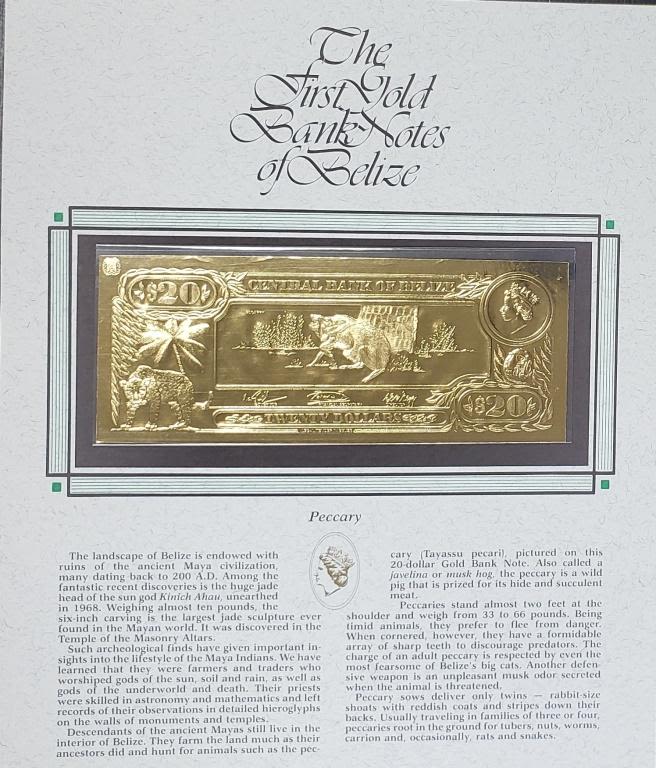 The
First Gold
Bank Notes
of Belize
$20
CENTRAL BANK OF BELIZE
TWENTY DOLLARS
$20
Peccary
The landscape of Belize is endowed with
ruins of the ancient Maya civilization,
many dating back to 200 A.D. Among the
fantastic recent discoveries is the huge jade
head of the sun god Kinich Ahau, unearthed
in 1968. Weighing almost ten pounds, the
six-inch carving is the largest jade sculpture ever
found in the Mayan world. It was discovered in the
Temple of the Masonry Altars.
Such archeological finds have given important in-
sights into the lifestyle of the Maya Indians. We have
learned that they were farmers and traders who
worshiped gods of the sun, soil and rain, as well as
gods of the underworld and death. Their priests
were skilled in astronomy and mathematics and left
records of their observations in detailed hieroglyphs
on the walls of monuments and temples.
Descendants of the ancient Mayas still live in the
interior of Belize. They farm the land much as their
ancestors did and hunt for animals such as the pec-
cary (Tayassu pecari), pictured on this
20-dollar Gold Bank Note. Also called a
javelina or musk hog, the peccary is a wild
pig that is prized for its hide and succulent
meat.
Peccaries stand almost two feet at the
shoulder and weigh from 33 to 66 pounds. Being
timid animals, they prefer to flee from danger.
When cornered, however, they have a formidable
array of sharp teeth to discourage predators. The
charge of an adult peccary is respected by even the
most fearsome of Belize's big cats. Another defen-
sive weapon is an unpleasant musk odor secreted
when the animal is threatened.
Peccary sows deliver only twins — rabbit-size
shoats with reddish coats and stripes down their
backs. Usually traveling in families of three or four,
peccaries root in the ground for tubers, nuts, worms,
carrion and, occasionally, rats and snakes.